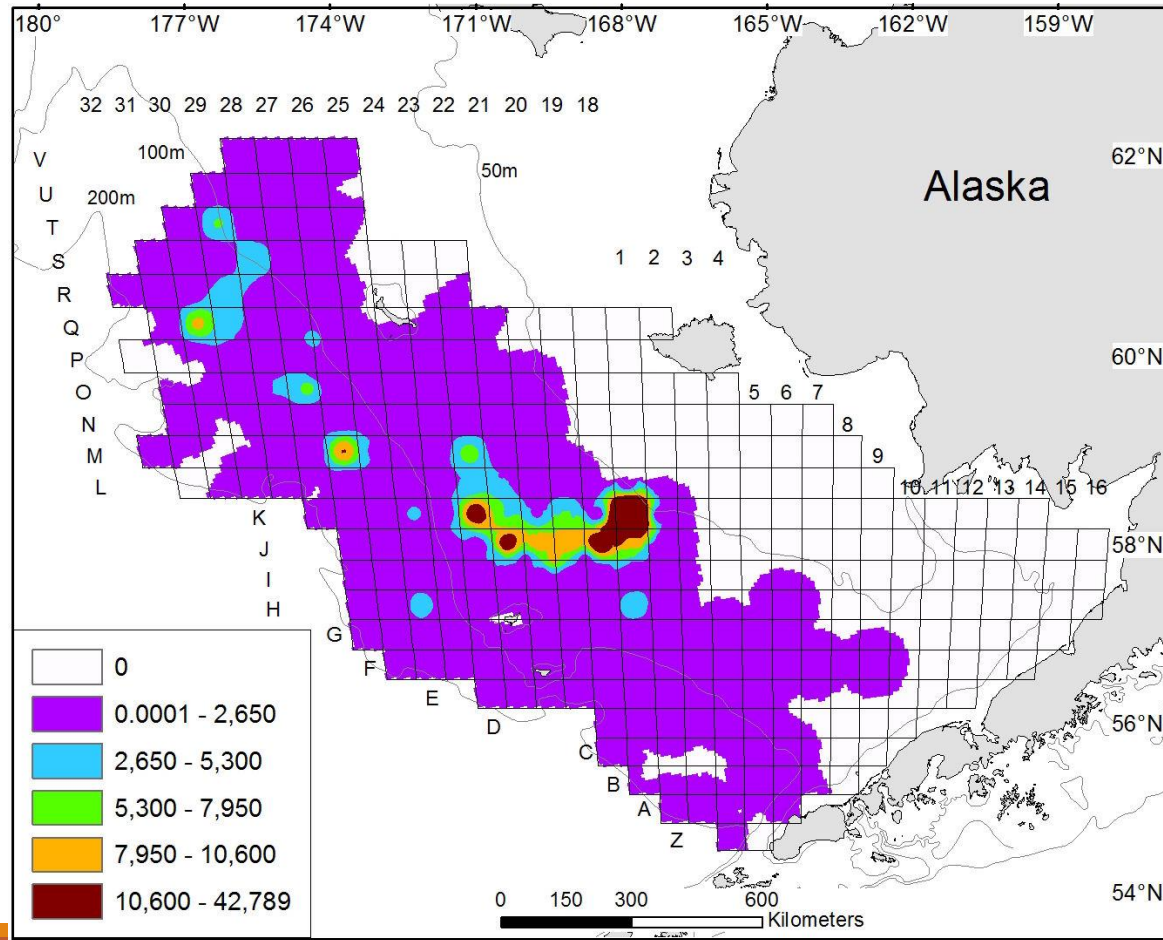 180° 177°W 174°W 171°W 168°W 165°W 162°W 159°W
32 31 30 29 28 27 26 25 24 23 22 21 20 19 18
100m
62°N
V
50m
Alaska
U
200m
T
1 2 3 4
S
R
Q
60°N
P
O
5 6 7
N
8
M
9
L
10 11 12 13 14 15 16
K
J
58°N
I
H
G
F
E
D
56°N
C
B
A
Z
54°N
0
0.0001 - 2,650
2,650 - 5,300
5,300 - 7,950
7,950 - 10,600
10,600 - 42,789
0 150 300 600
Kilometers